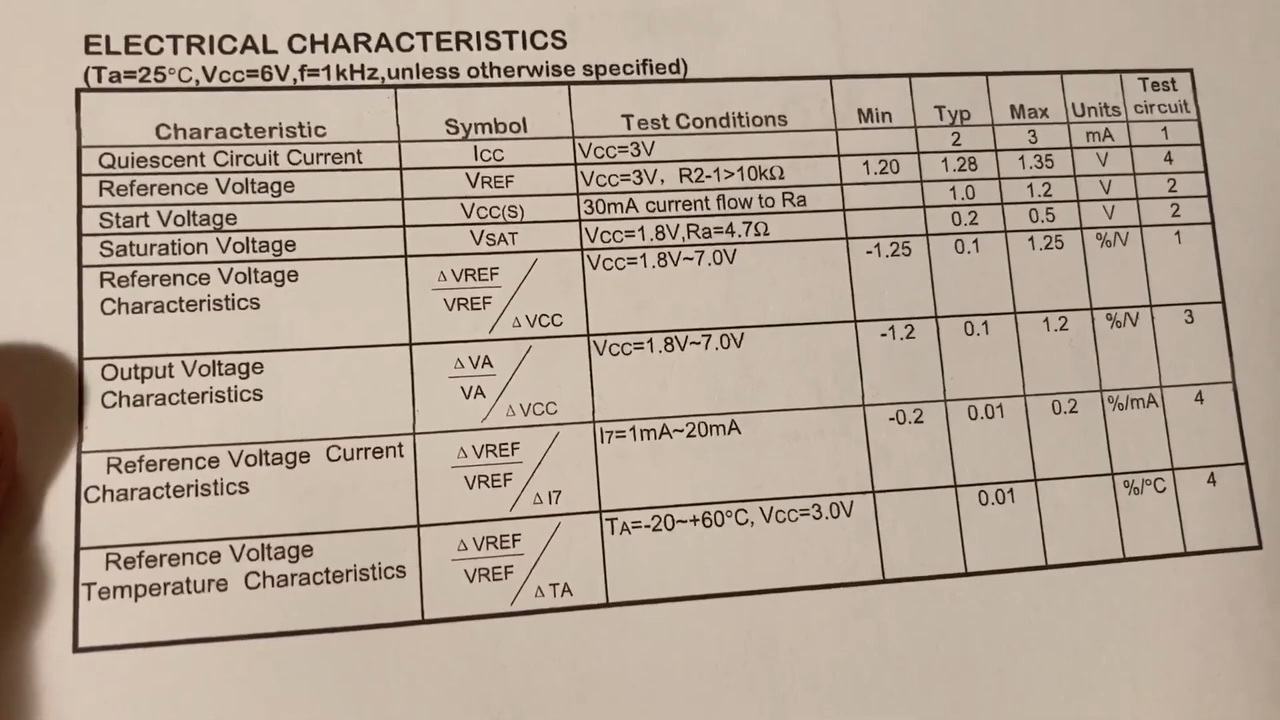 ELECTRICAL CHARACTERISTICS
(Ta=25°C,Vcc=6V,f=1kHz,unless otherwise specified)
Characteristic Symbol Test Conditions Min Typ Max Units Test circuit
Quiescent Circuit Current ICC VCC=3V 2 3 mA 1
Reference Voltage VREF VCC=3V, R2-1>10kΩ 1.20 1.28 1.35 V 4
Start Voltage VCC(S) 30mA current flow to Ra 1.0 1.2 V 2
Saturation Voltage VSAT VCC=1.8V,Ra=4.7Ω 0.2 0.5 V 2
Reference Voltage Characteristics ΔVREF/VREF/ΔVCC VCC=1.8V~7.0V -1.25 0.1 1.25 %/V 1
Output Voltage Characteristics ΔVA/VA/ΔVCC VCC=1.8V~7.0V -1.2 0.1 1.2 %/V 3
Reference Voltage Current Characteristics ΔVREF/VREF/ΔI7 I7=1mA~20mA -0.2 0.01 0.2 %/mA 4
Reference Voltage Temperature Characteristics ΔVREF/VREF/ΔTA TA=-20~+60°C, VCC=3.0V 0.01 %/°C 4